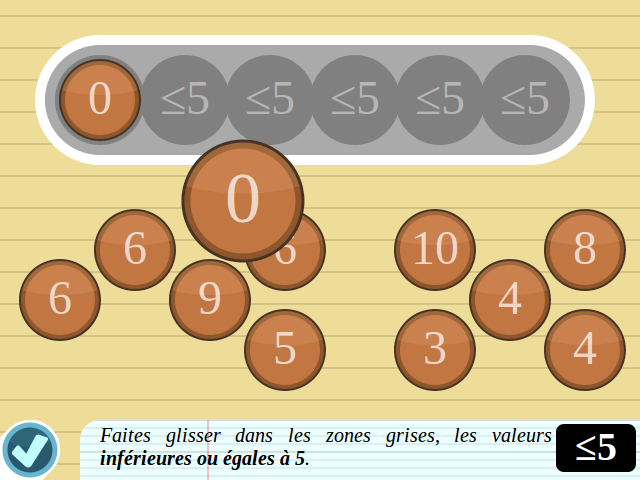 0 ≤5 ≤5 ≤5 ≤5 ≤5
0
6 6 10 8
6 9 4
5 3 4
Faites glisser dans les zones grises, les valeurs
inférieures ou égales à 5.
≤5